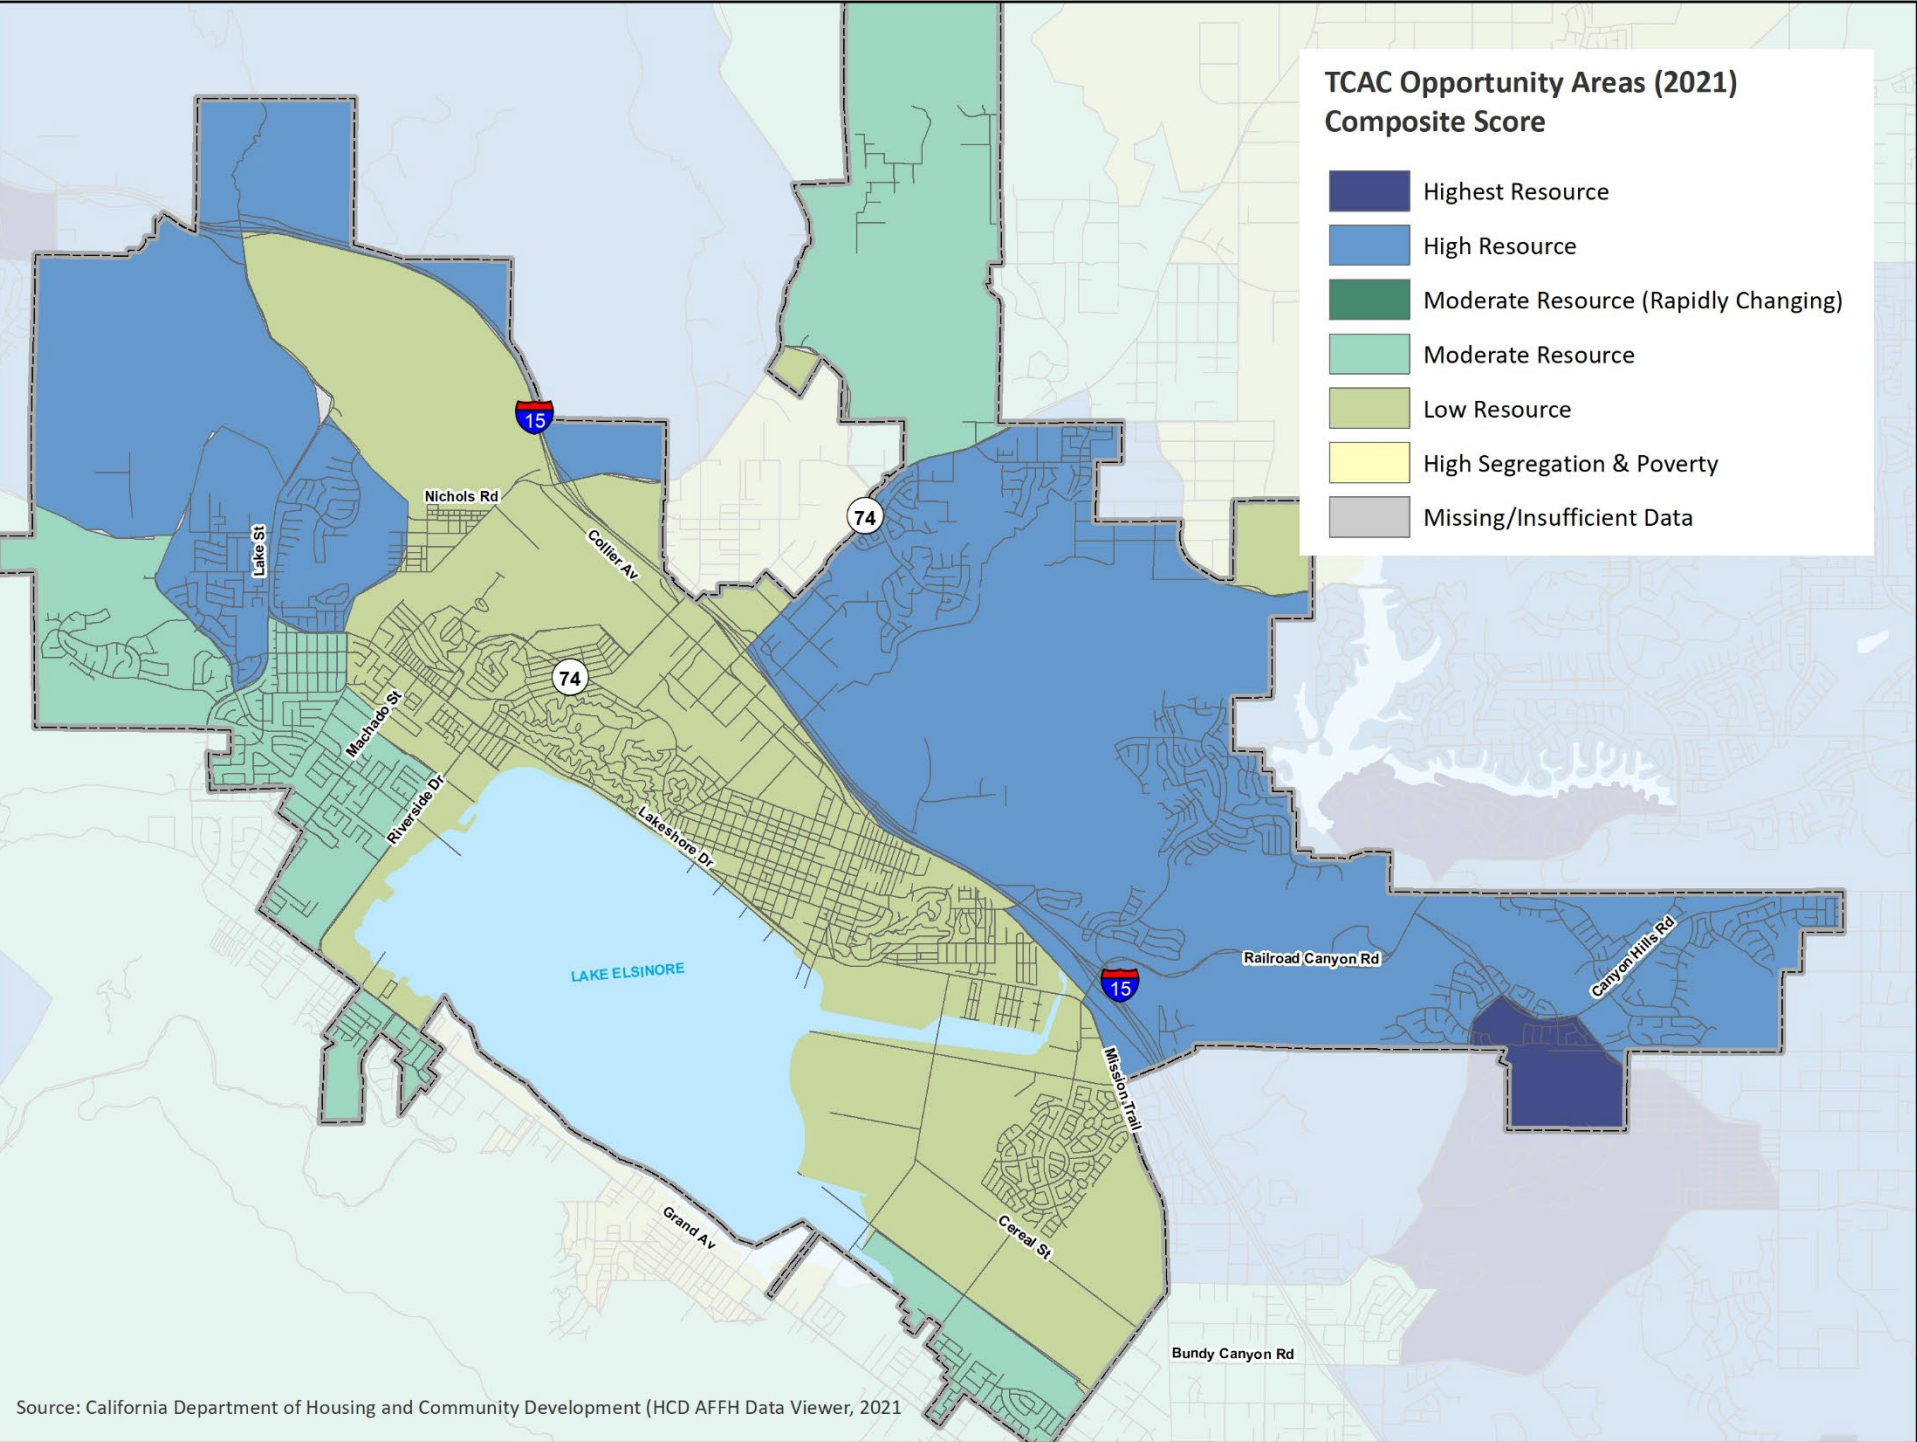 TCAC Opportunity Areas (2021)
Composite Score
Highest Resource
High Resource
Moderate Resource (Rapidly Changing)
Moderate Resource
Low Resource
High Segregation & Poverty
Missing/Insufficient Data
15
Nichols Rd
74
Lake St
Collier Av
74
Machado St
Riverside Dr
Lakeshore Dr
LAKE ELSINORE
Railroad Canyon Rd
Canyon Hills Rd
15
Mission Trail
Grand Av
Cereal St
Bundy Canyon Rd
Source: California Department of Housing and Community Development (HCD AFFH Data Viewer, 2021